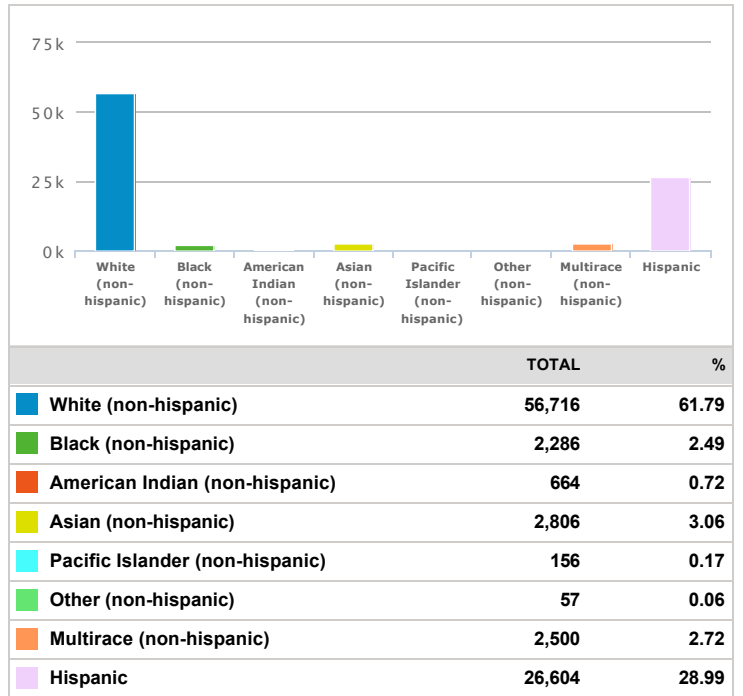 75k
50k
25k
0k
White (non-hispanic)
Black (non-hispanic)
American Indian (non-hispanic)
Asian (non-hispanic)
Pacific Islander (non-hispanic)
Other (non-hispanic)
Multirace (non-hispanic)
Hispanic
TOTAL %
White (non-hispanic) 56,716 61.79
Black (non-hispanic) 2,286 2.49
American Indian (non-hispanic) 664 0.72
Asian (non-hispanic) 2,806 3.06
Pacific Islander (non-hispanic) 156 0.17
Other (non-hispanic) 57 0.06
Multirace (non-hispanic) 2,500 2.72
Hispanic 26,604 28.99